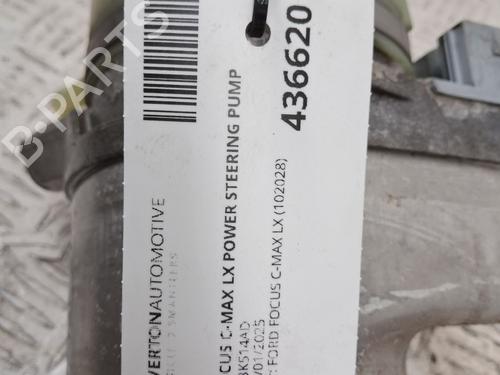 VERTONAUTOMOTIVE
CUS C-MAX LX POWER STEERING PUMP
3K514AD
/01/2025
: FORD FOCUS C-MAX LX (102028)
436620
B-PARTS